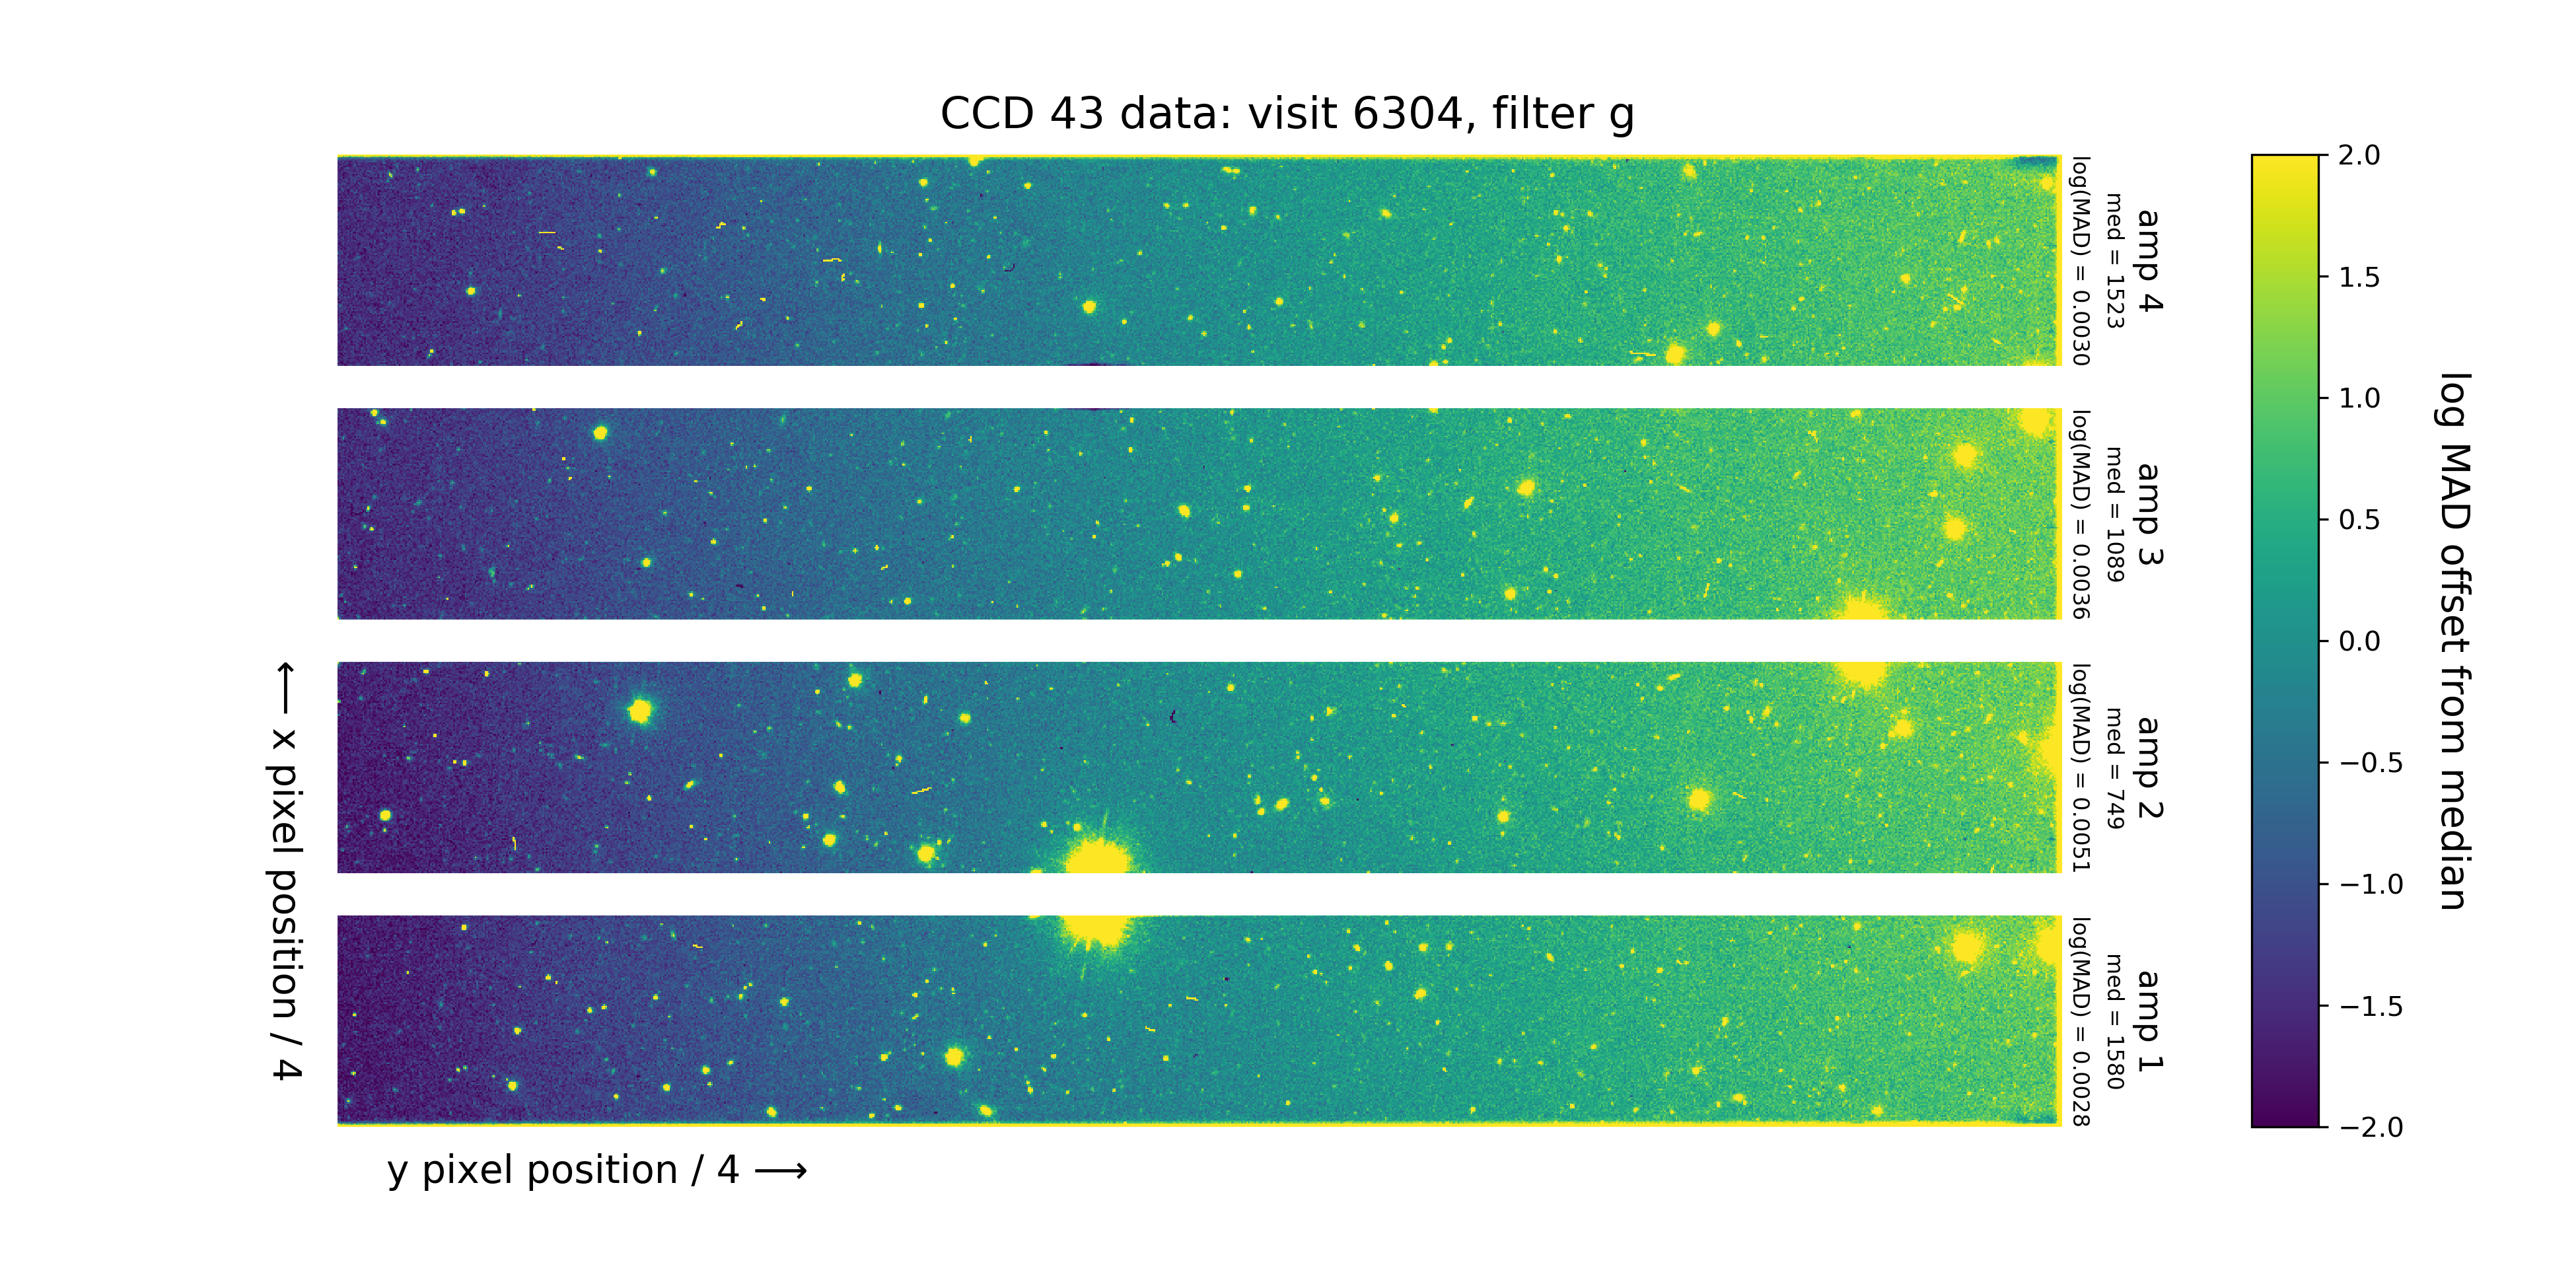 CCD 43 data: visit 6304, filter g
amp 4
med = 1523
log(MAD) = 0.0030
amp 3
med = 1089
log(MAD) = 0.0036
amp 2
med = 749
log(MAD) = 0.0051
amp 1
med = 1580
log(MAD) = 0.0028
⟵ x pixel position / 4
y pixel position / 4 ⟶
2.0
1.5
1.0
0.5
0.0
−0.5
−1.0
−1.5
−2.0
log MAD offset from median